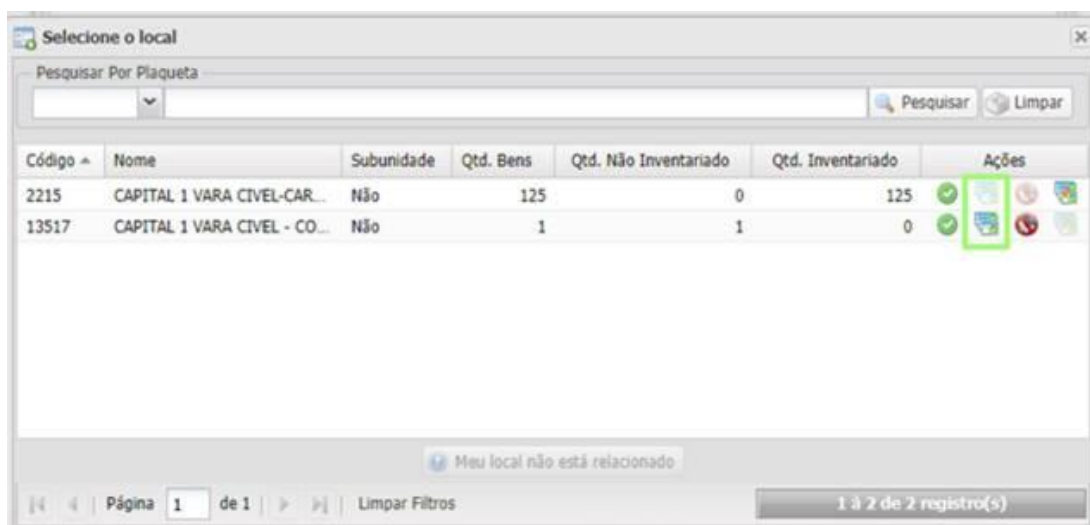 Selecione o local
Pesquisar Por Plaqueta
Pesquisar Limpar
Código Nome Subunidade Qtd. Bens Qtd. Não Inventariado Qtd. Inventariado Ações
2215 CAPITAL 1 VARA CIVEL-CAR... Não 125 0 125
13517 CAPITAL 1 VARA CIVEL - CO... Não 1 1 0
Meu local não está relacionado
Página 1 de 1 Limpar Filtros 1 à 2 de 2 registro(s)